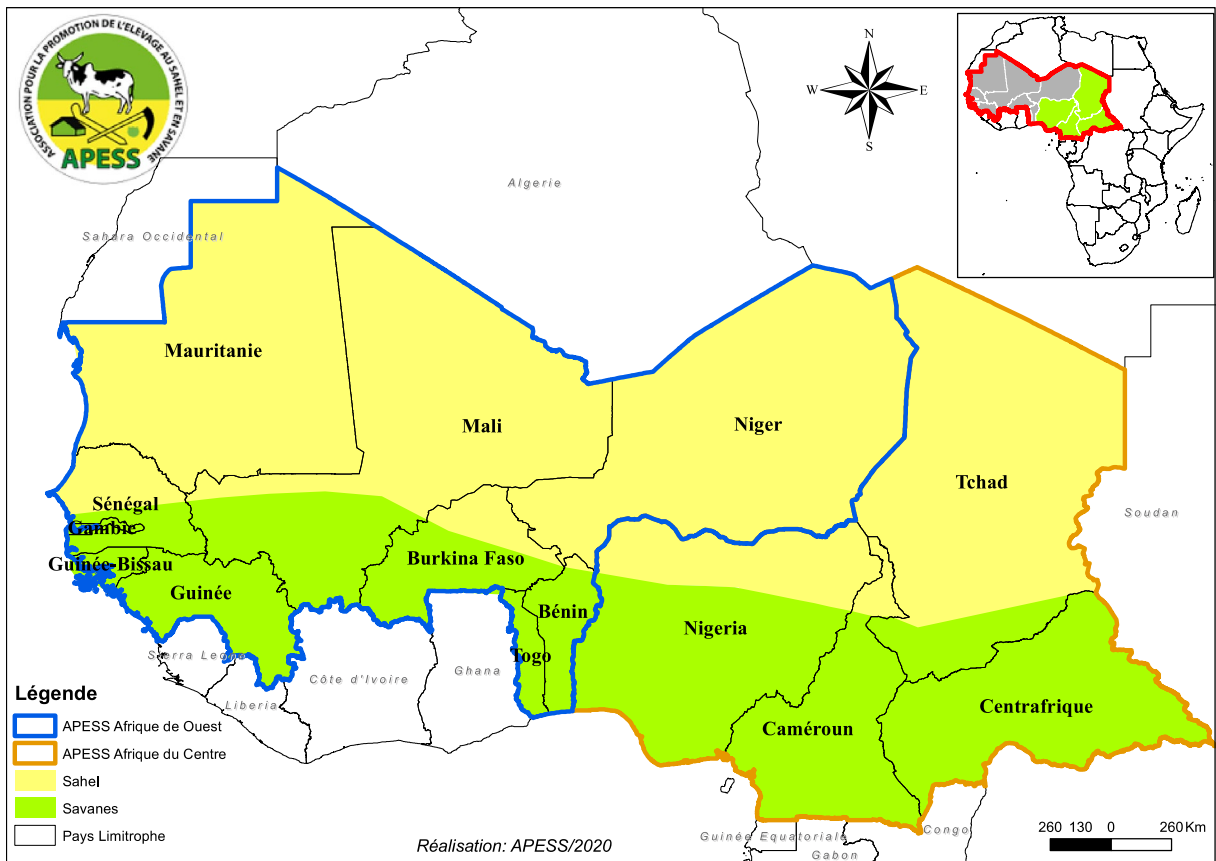 ASSOCIATION POUR LA PROMOTION DE L'ELEVAGE AU SAHEL ET EN SAVANE
APESS
N
W E
S
Algerie
Sahara Occidental
Mauritanie
Mali
Niger
Tchad
Soudan
Sénégal
Gambie
Guinée-Bissau
Guinée
Burkina Faso
Bénin
Togo
Nigeria
Sierra Leone
Liberia
Côte d'Ivoire
Ghana
Caméroun
Centrafrique
Guinée Equatoriale
Gabon
Congo
Légende
APESS Afrique de Ouest
APESS Afrique du Centre
Sahel
Savanes
Pays Limitrophe
Réalisation: APESS/2020
260 130 0 260 Km